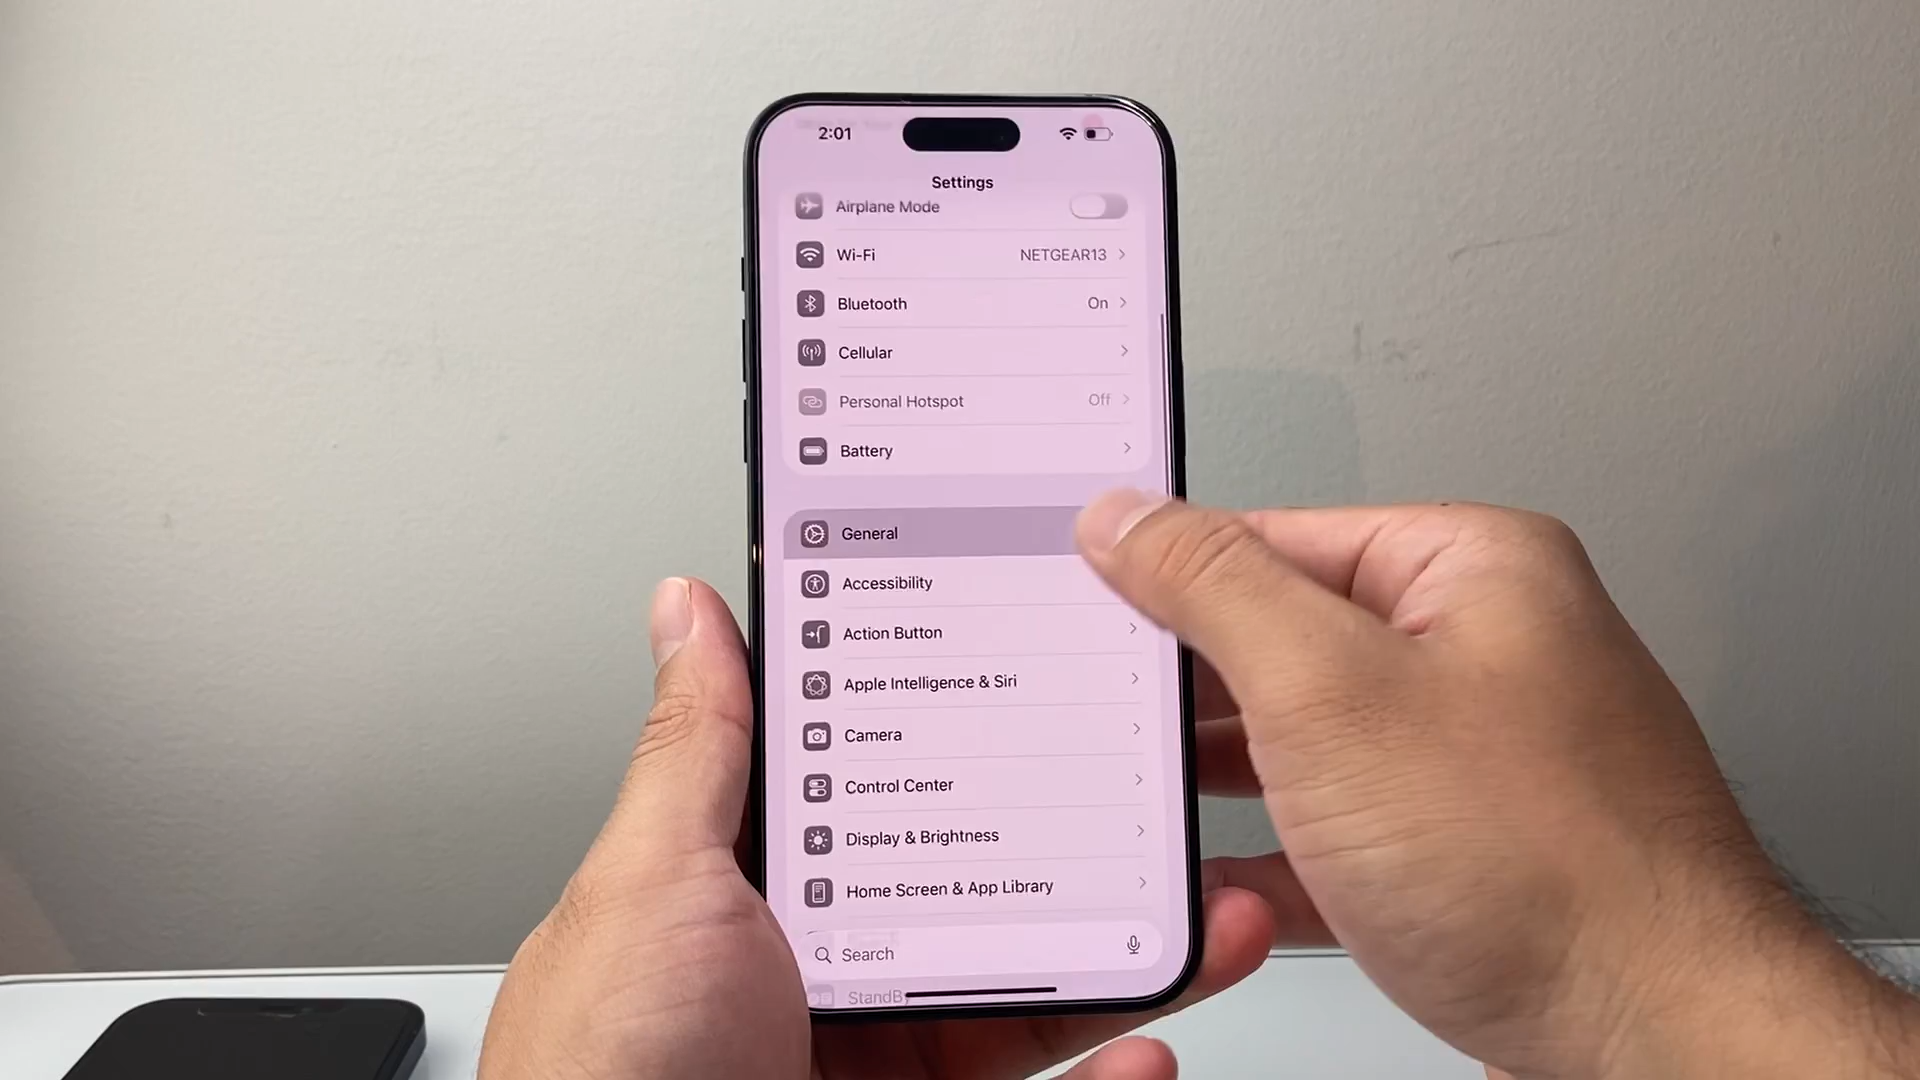 2:01
Settings
Airplane Mode
Wi-Fi NETGEAR13
Bluetooth On
Cellular
Personal Hotspot Off
Battery
General
Accessibility
Action Button
Apple Intelligence & Siri
Camera
Control Center
Display & Brightness
Home Screen & App Library
Search
StandBy